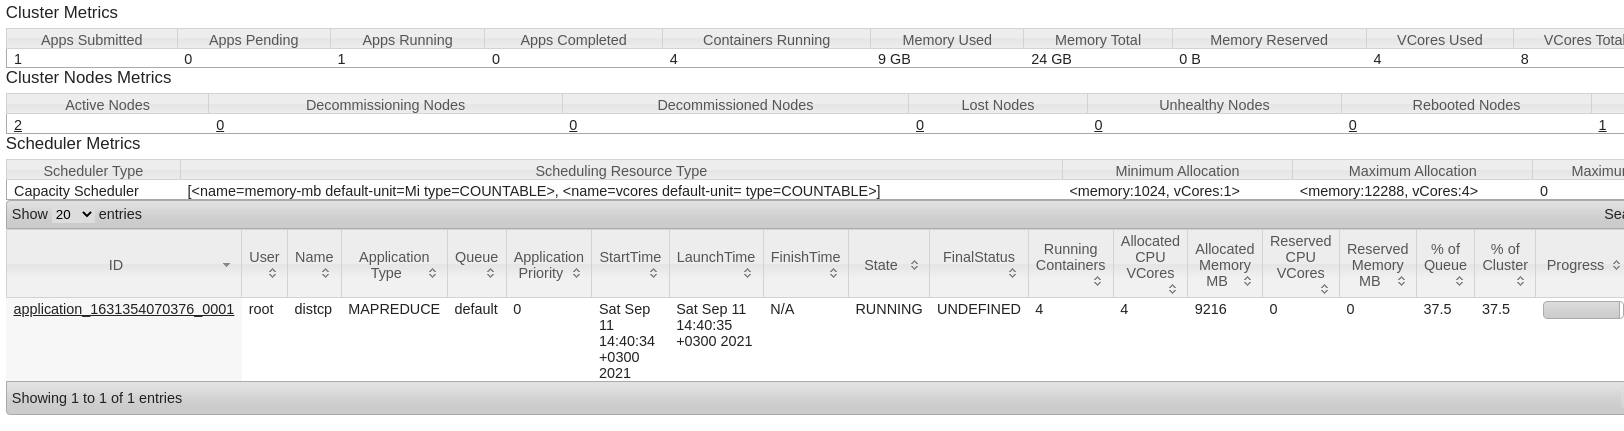 Cluster Metrics
Apps Submitted Apps Pending Apps Running Apps Completed Containers Running Memory Used Memory Total Memory Reserved VCores Used VCores Total
1 0 1 0 4 9 GB 24 GB 0 B 4 8
Cluster Nodes Metrics
Active Nodes Decommissioning Nodes Decommissioned Nodes Lost Nodes Unhealthy Nodes Rebooted Nodes
2 0 0 0 0 0 1
Scheduler Metrics
Scheduler Type Scheduling Resource Type Minimum Allocation Maximum Allocation
Capacity Scheduler [<name=memory-mb default-unit=Mi type=COUNTABLE>, <name=vcores default-unit= type=COUNTABLE>] <memory:1024, vCores:1> <memory:12288, vCores:4> 0
Show 20 entries
ID User Name Application Type Queue Application Priority StartTime LaunchTime FinishTime State FinalStatus Running Containers Allocated CPU VCores Allocated Memory MB Reserved CPU VCores Reserved Memory MB % of Queue % of Cluster Progress
application_1631354070376_0001 root distcp MAPREDUCE default 0 Sat Sep 11 14:40:34 +0300 2021 Sat Sep 11 14:40:35 +0300 2021 N/A RUNNING UNDEFINED 4 4 9216 0 0 37.5 37.5
Showing 1 to 1 of 1 entries